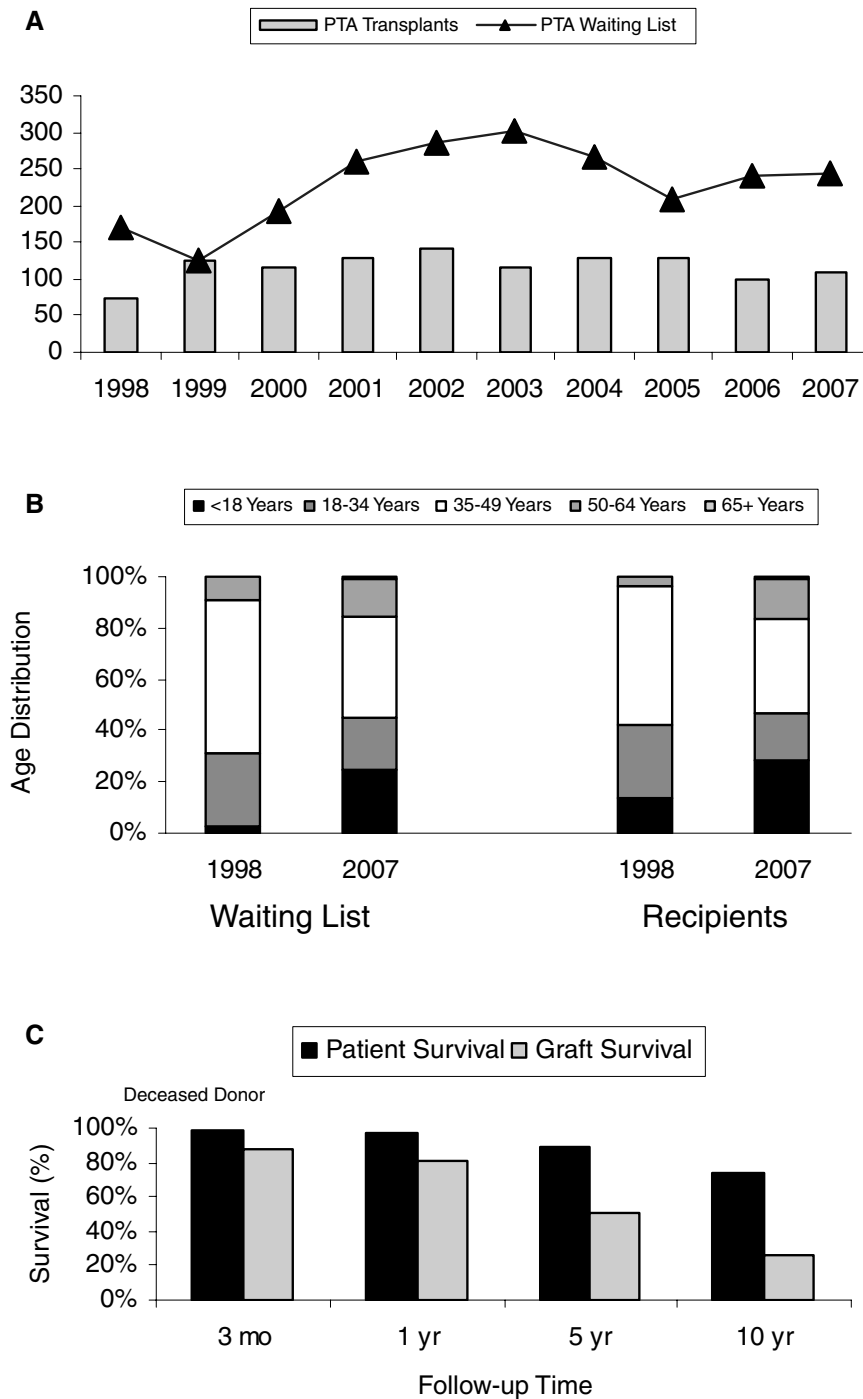 A
PTA Transplants PTA Waiting List
350
300
250
200
150
100
50
0
1998 1999 2000 2001 2002 2003 2004 2005 2006 2007
B
<18 Years 18-34 Years 35-49 Years 50-64 Years 65+ Years
Age Distribution
100%
80%
60%
40%
20%
0%
1998 2007 1998 2007
Waiting List Recipients
C
Patient Survival Graft Survival
Deceased Donor
Survival (%)
100%
80%
60%
40%
20%
0%
3 mo 1 yr 5 yr 10 yr
Follow-up Time